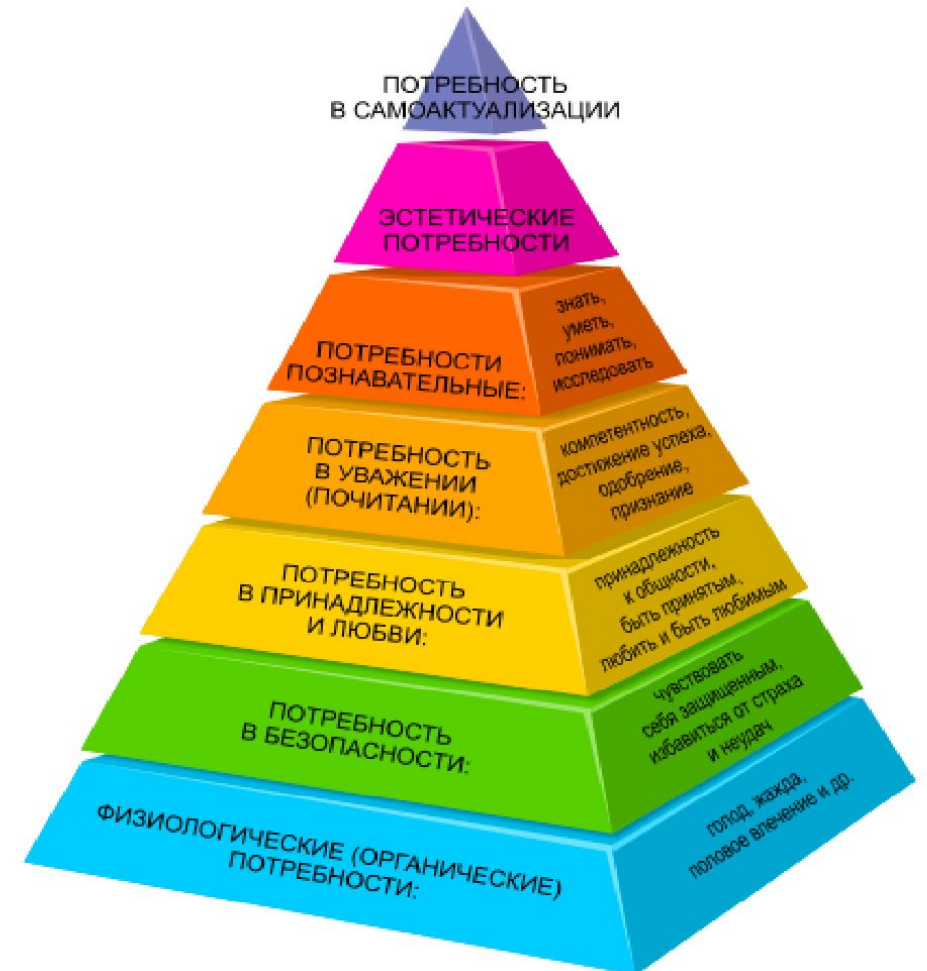 ПОТРЕБНОСТЬ
В САМОАКТУАЛИЗАЦИИ
ЭСТЕТИЧЕСКИЕ
ПОТРЕБНОСТИ
ПОТРЕБНОСТИ
ПОЗНАВАТЕЛЬНЫЕ:
знать,
уметь,
понимать,
исследовать
ПОТРЕБНОСТЬ
В УВАЖЕНИИ
(ПОЧИТАНИИ):
компетентность,
достижение успеха,
одобрение,
признание
ПОТРЕБНОСТЬ
В ПРИНАДЛЕЖНОСТИ
И ЛЮБВИ:
принадлежность
к общности,
быть принятым,
любить и быть любимым
ПОТРЕБНОСТЬ
В БЕЗОПАСНОСТИ:
чувствовать
себя защищенным,
избавиться от страха
и неудач
ФИЗИОЛОГИЧЕСКИЕ (ОРГАНИЧЕСКИЕ)
ПОТРЕБНОСТИ:
голод, жажда,
половое влечение и др.